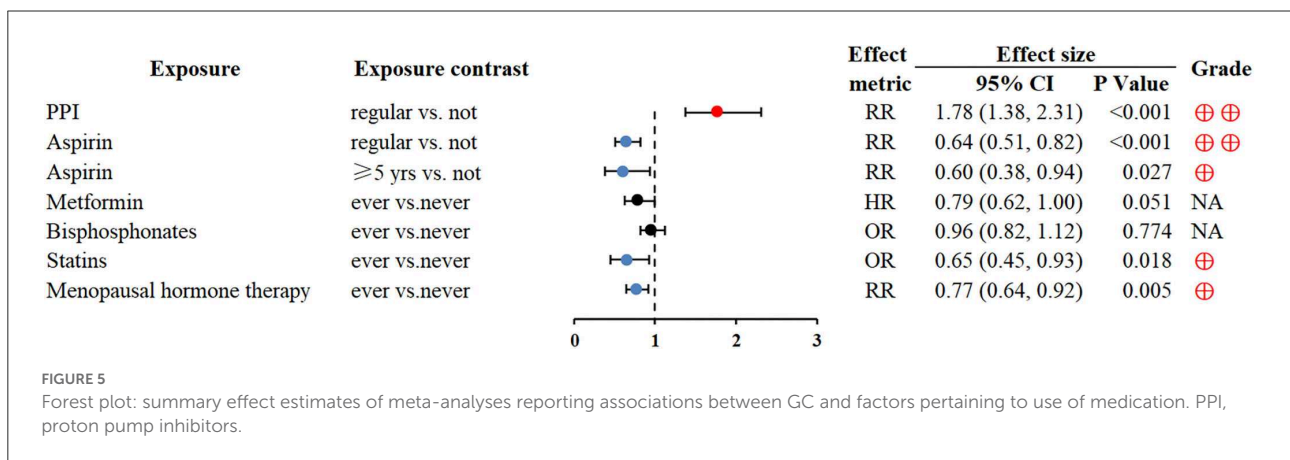 Exposure Exposure contrast Effect metric Effect size Grade
95% CI P Value
PPI regular vs. not RR 1.78 (1.38, 2.31) <0.001 ⊕ ⊕
Aspirin regular vs. not RR 0.64 (0.51, 0.82) <0.001 ⊕ ⊕
Aspirin ⩾5 yrs vs. not RR 0.60 (0.38, 0.94) 0.027 ⊕
Metformin ever vs.never HR 0.79 (0.62, 1.00) 0.051 NA
Bisphosphonates ever vs.never OR 0.96 (0.82, 1.12) 0.774 NA
Statins ever vs.never OR 0.65 (0.45, 0.93) 0.018 ⊕
Menopausal hormone therapy ever vs.never RR 0.77 (0.64, 0.92) 0.005 ⊕
0 1 2 3
FIGURE 5
Forest plot: summary effect estimates of meta-analyses reporting associations between GC and factors pertaining to use of medication. PPI,
proton pump inhibitors.